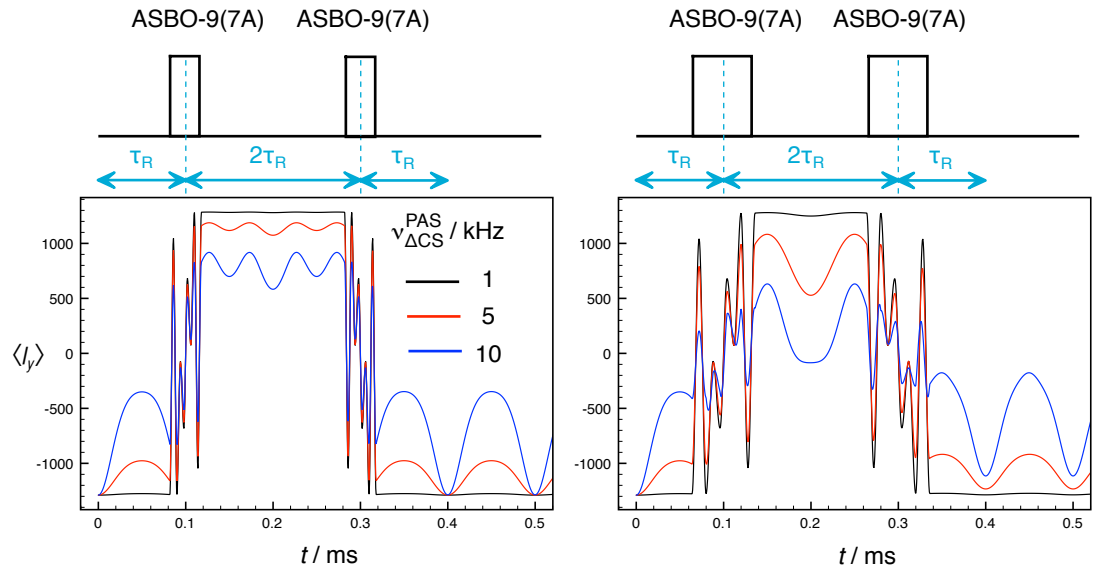 ASBO-9(7A) ASBO-9(7A)
τR 2τR τR
1000
500
0
-500
-1000
⟨Iy⟩
νΔCS^PAS / kHz
1
5
10
0 0.1 0.2 0.3 0.4 0.5
t / ms
ASBO-9(7A) ASBO-9(7A)
τR 2τR τR
1000
500
0
-500
-1000
0 0.1 0.2 0.3 0.4 0.5
t / ms